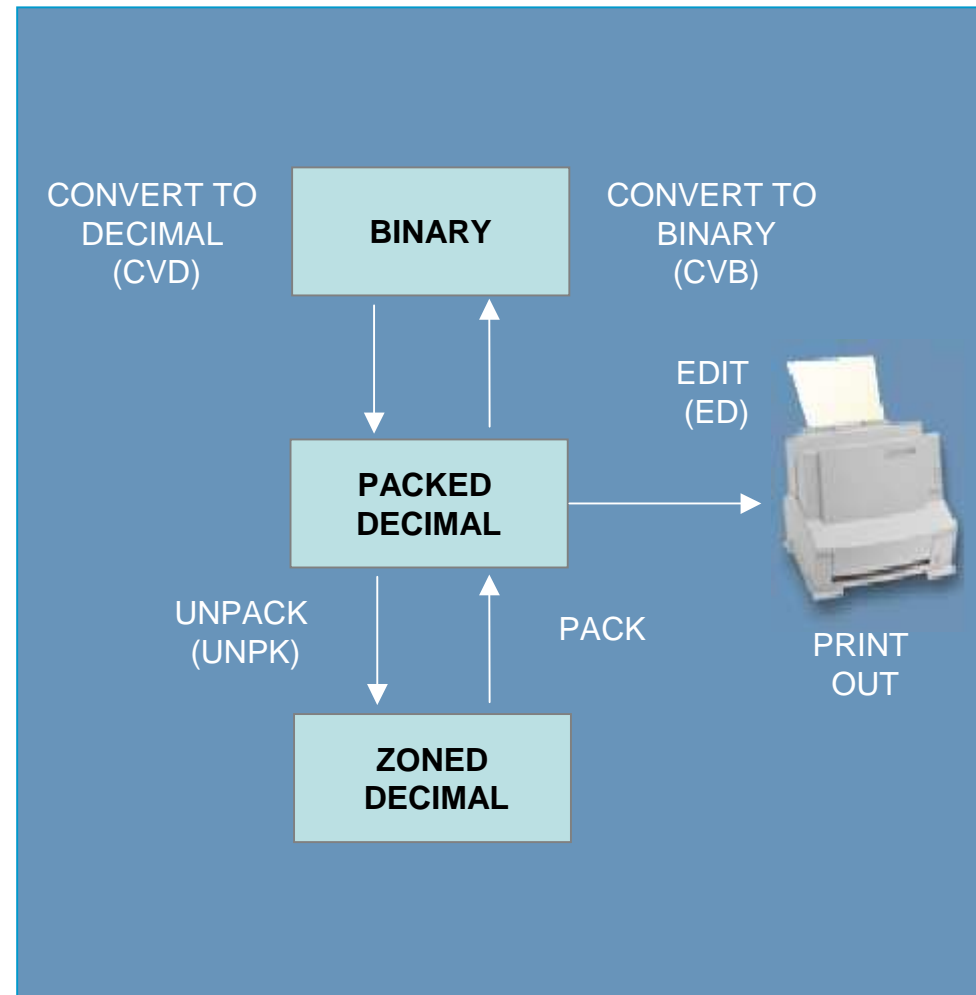 CONVERT TO
DECIMAL
(CVD)
BINARY
CONVERT TO
BINARY
(CVB)
EDIT
(ED)
PACKED
DECIMAL
UNPACK
(UNPK)
PACK
PRINT
OUT
ZONED
DECIMAL